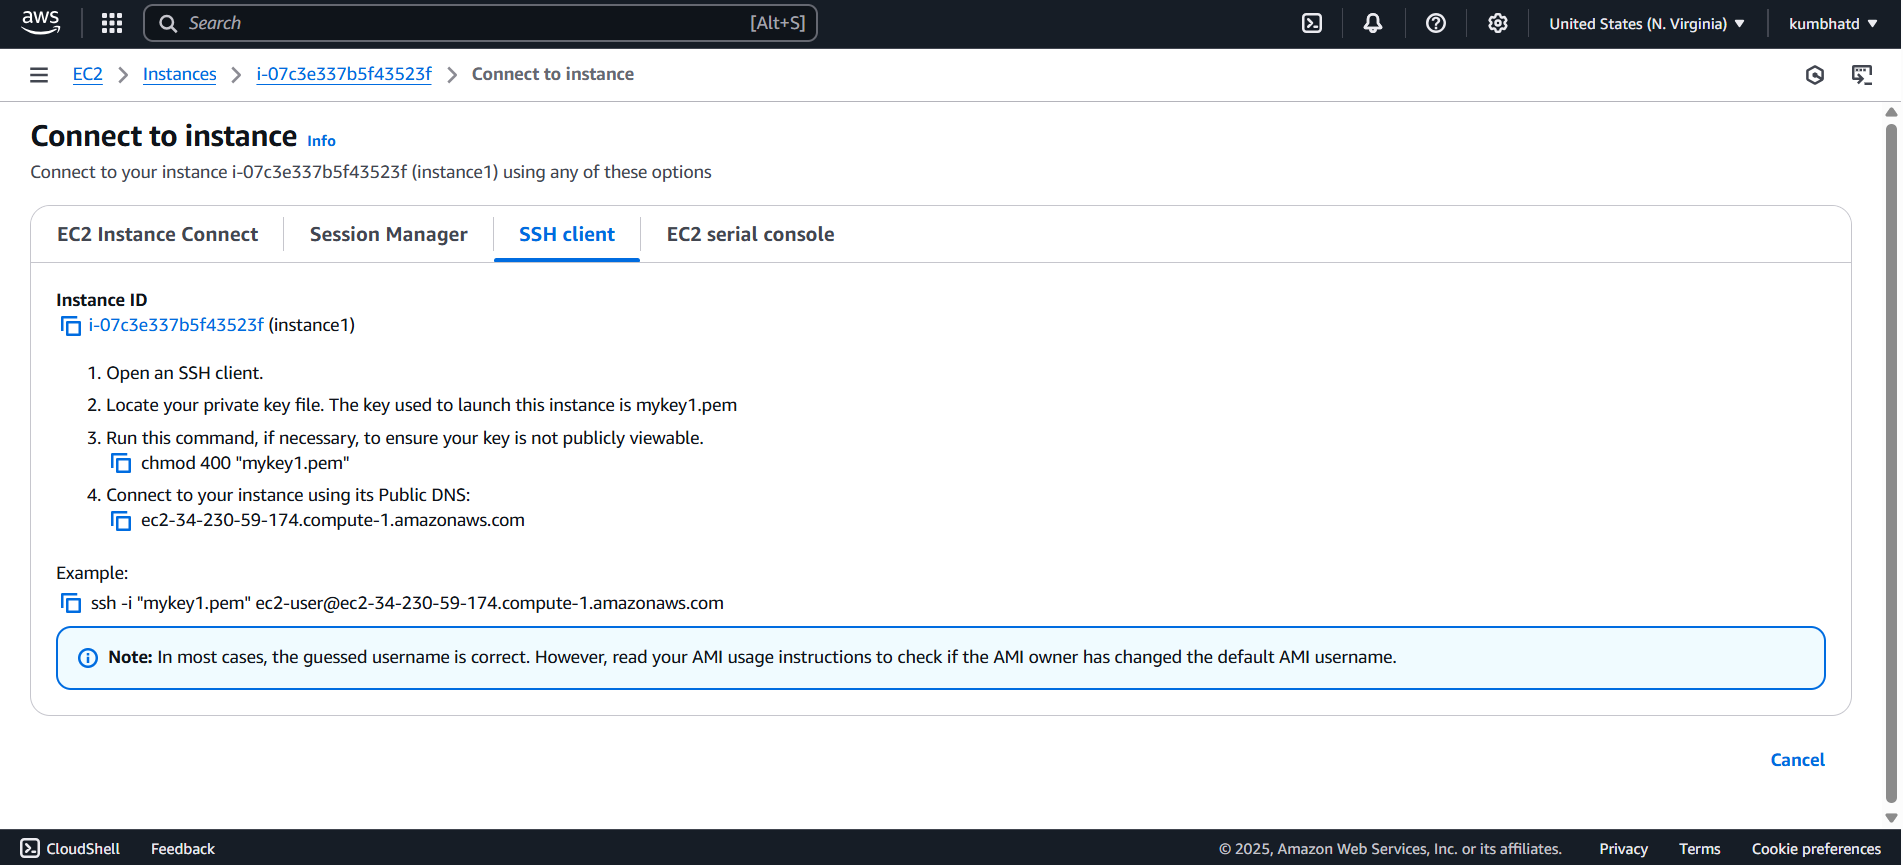 aws
Search [Alt+S]
United States (N. Virginia)
kumbhatd
EC2 Instances i-07c3e337b5f43523f Connect to instance
Connect to instance Info
Connect to your instance i-07c3e337b5f43523f (instance1) using any of these options
EC2 Instance Connect Session Manager SSH client EC2 serial console
Instance ID
i-07c3e337b5f43523f (instance1)
1. Open an SSH client.
2. Locate your private key file. The key used to launch this instance is mykey1.pem
3. Run this command, if necessary, to ensure your key is not publicly viewable.
chmod 400 "mykey1.pem"
4. Connect to your instance using its Public DNS:
ec2-34-230-59-174.compute-1.amazonaws.com
Example:
ssh -i "mykey1.pem" ec2-user@ec2-34-230-59-174.compute-1.amazonaws.com
Note: In most cases, the guessed username is correct. However, read your AMI usage instructions to check if the AMI owner has changed the default AMI username.
Cancel
CloudShell Feedback © 2025, Amazon Web Services, Inc. or its affiliates. Privacy Terms Cookie preferences